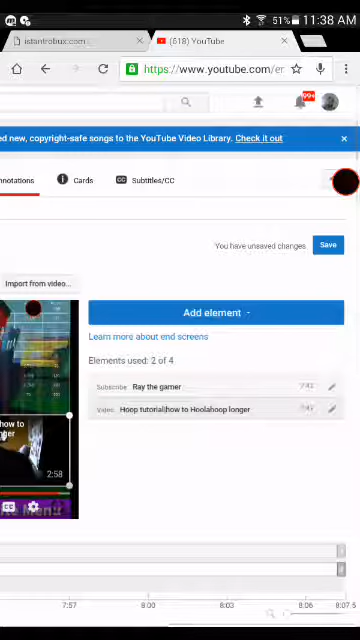 51% 11:38 AM
istantrobux.com
(618) YouTube
https://www.youtube.com/er
99+
ed new, copyright-safe songs to the YouTube Video Library. Check it out
nnotations
Cards
Subtitles/CC
You have unsaved changes
Save
Import from video...
Add element
Learn more about end screens
Elements used: 2 of 4
Subscribe: Ray the gamer
Video: Hoop tutorial|how to Hoolahoop longer
how to
nger
2:58
te Menu
7:57
8:00
8:03
8:06
8:07.5